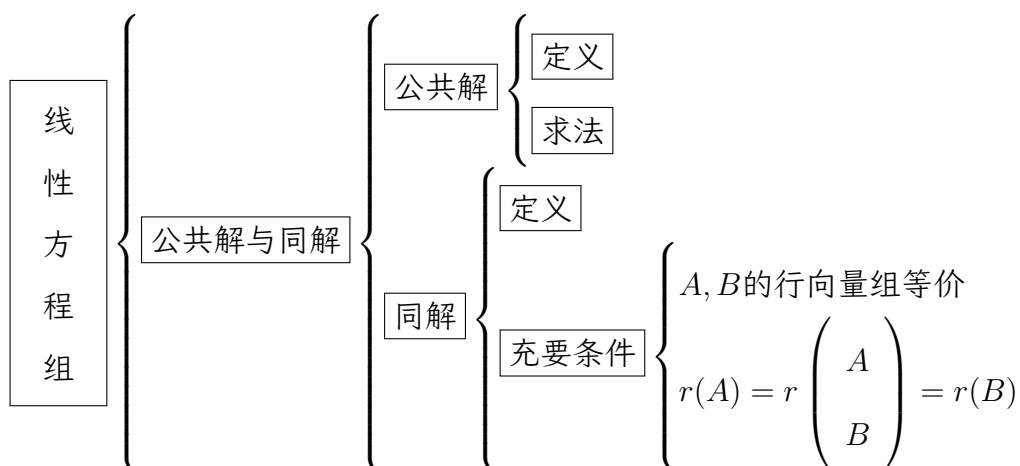 线性方程组
公共解与同解
公共解
定义
求法
同解
定义
充要条件
A, B的行向量组等价
r(A) = r ( A B ) = r(B)